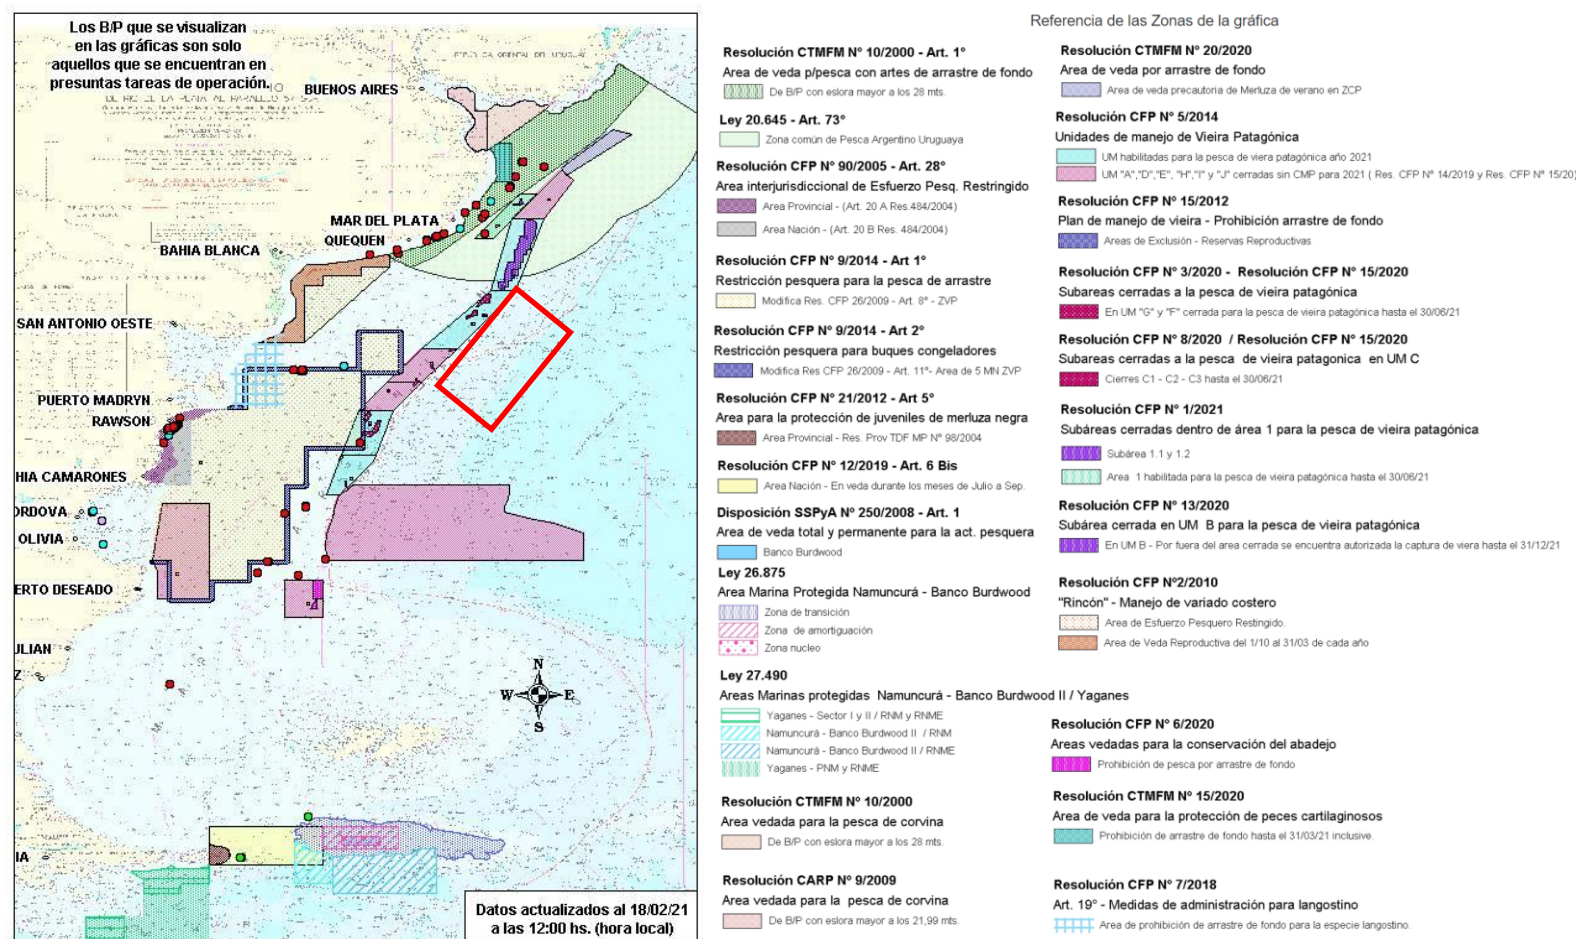 Los B/P que se visualizan
en las gráficas son solo
aquellos que se encuentran en
presuntas tareas de operación.
BUENOS AIRES
MAR DEL PLATA
QUEQUEN
BAHIA BLANCA
SAN ANTONIO OESTE
PUERTO MADRYN
RAWSON
HIA CAMARONES
ORDOVA
OLIVIA
ERTO DESEADO
ULIAN
Z
IA
N
W
E
S
Datos actualizados al 18/02/21
a las 12:00 hs. (hora local)
Referencia de las Zonas de la gráfica
Resolución CTMFM Nº 10/2000 - Art. 1°
Area de veda p/pesca con artes de arrastre de fondo
De B/P con eslora mayor a los 28 mts.
Ley 20.645 - Art. 73°
Zona común de Pesca Argentino Uruguaya
Resolución CFP Nº 90/2005 - Art. 28°
Area interjurisdiccional de Esfuerzo Pesq. Restringido
Area Provincial - (Art. 20 A Res.484/2004)
Area Nación - (Art. 20 B Res. 484/2004)
Resolución CFP Nº 9/2014 - Art 1°
Restricción pesquera para la pesca de arrastre
Modifica Res. CFP 26/2009 - Art. 8° - ZVP
Resolución CFP Nº 9/2014 - Art 2°
Restricción pesquera para buques congeladores
Modifica Res CFP 26/2009 - Art. 11°- Area de 5 MN ZVP
Resolución CFP Nº 21/2012 - Art 5°
Area para la protección de juveniles de merluza negra
Area Provincial - Res. Prov TDF MP Nº 98/2004
Resolución CFP Nº 12/2019 - Art. 6 Bis
Area Nación - En veda durante los meses de Julio a Sep.
Disposición SSPyA Nº 250/2008 - Art. 1
Area de veda total y permanente para la act. pesquera
Banco Burdwood
Ley 26.875
Area Marina Protegida Namuncurá - Banco Burdwood
Zona de transición
Zona de amortiguación
Zona nucleo
Ley 27.490
Areas Marinas protegidas Namuncurá - Banco Burdwood II / Yaganes
Yaganes - Sector I y II / RNM y RNME
Namuncurá - Banco Burdwood II / RNM
Namuncurá - Banco Burdwood II / RNME
Yaganes - PNM y RNME
Resolución CTMFM Nº 10/2000
Area vedada para la pesca de corvina
De B/P con eslora mayor a los 28 mts.
Resolución CARP Nº 9/2009
Area vedada para la pesca de corvina
De B/P con eslora mayor a los 21,99 mts.
Resolución CTMFM Nº 20/2020
Area de veda por arrastre de fondo
Area de veda precautoria de Merluza de verano en ZCP
Resolución CFP Nº 5/2014
Unidades de manejo de Vieira Patagónica
UM habilitadas para la pesca de viera patagónica año 2021
UM "A","D","E", "H","I" y "J" cerradas sin CMP para 2021 ( Res. CFP Nº 14/2019 y Res. CFP Nº 15/20)
Resolución CFP Nº 15/2012
Plan de manejo de vieira - Prohibición arrastre de fondo
Areas de Exclusión - Reservas Reproductivas
Resolución CFP Nº 3/2020 - Resolución CFP Nº 15/2020
Subareas cerradas a la pesca de vieira patagónica
En UM "G" y "F" cerrada para la pesca de vieira patagónica hasta el 30/06/21
Resolución CFP Nº 8/2020 / Resolución CFP Nº 15/2020
Subareas cerradas a la pesca de vieira patagonica en UM C
Cierres C1 - C2 - C3 hasta el 30/06/21
Resolución CFP Nº 1/2021
Subáreas cerradas dentro de área 1 para la pesca de vieira patagónica
Subárea 1.1 y 1.2
Area 1 habilitada para la pesca de vieira patagónica hasta el 30/06/21
Resolución CFP Nº 13/2020
Subárea cerrada en UM B para la pesca de vieira patagónica
En UM B - Por fuera del area cerrada se encuentra autorizada la captura de viera hasta el 31/12/21
Resolución CFP Nº2/2010
"Rincón" - Manejo de variado costero
Area de Esfuerzo Pesquero Restingido.
Area de Veda Reproductiva del 1/10 al 31/03 de cada año
Resolución CFP Nº 6/2020
Areas vedadas para la conservación del abadejo
Prohibición de pesca por arrastre de fondo
Resolución CTMFM Nº 15/2020
Area de veda para la protección de peces cartilaginosos
Prohibición de arrastre de fondo hasta el 31/03/21 inclusive.
Resolución CFP Nº 7/2018
Art. 19° - Medidas de administración para langostino
Area de prohibición de arrastre de fondo para la especie langostino.